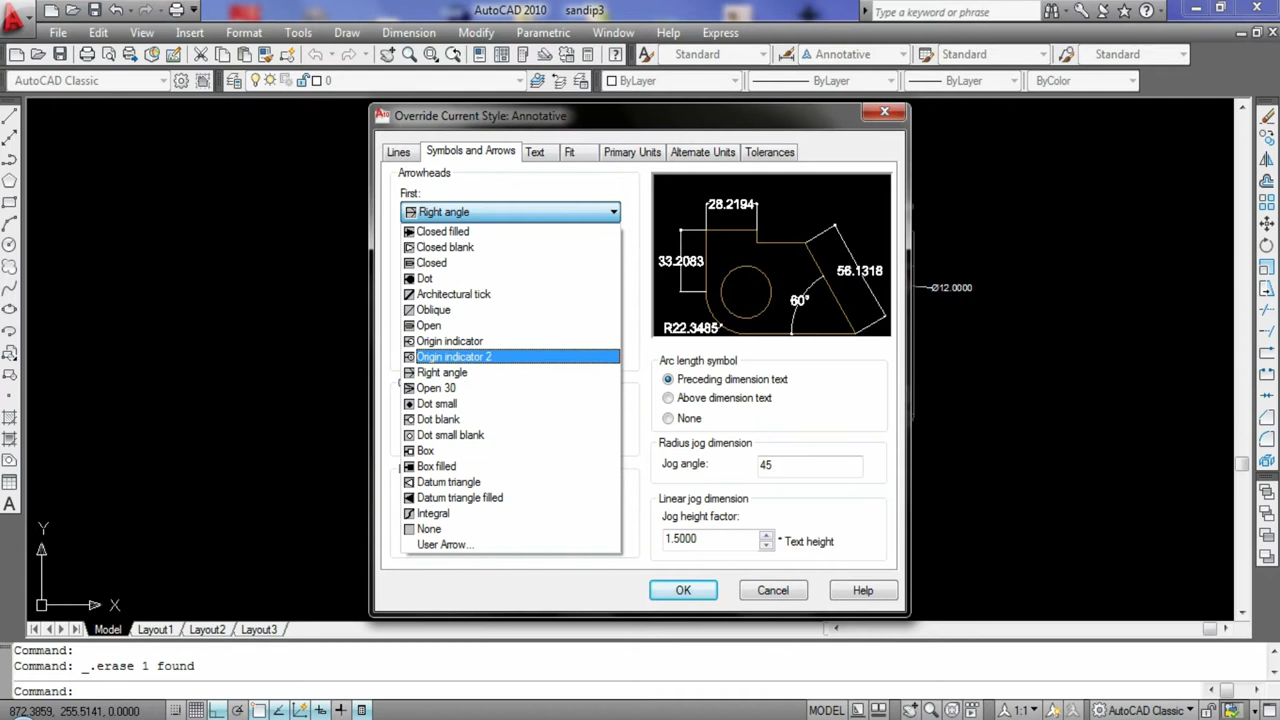 AutoCAD 2010 sandip3
Type a keyword or phrase
File Edit View Insert Format Tools Draw Dimension Modify Parametric Window Help Express
Standard Annotative Standard Standard
AutoCAD Classic 0 ByLayer ByLayer ByLayer ByColor
Override Current Style: Annotative
Lines Symbols and Arrows Text Fit Primary Units Alternate Units Tolerances
Arrowheads
First:
Right angle
Closed filled
Closed blank
Closed
Dot
Architectural tick
Oblique
Open
Origin indicator
Origin indicator 2
Right angle
Open 30
Dot small
Dot blank
Dot small blank
Box
Box filled
Datum triangle
Datum triangle filled
Integral
None
User Arrow...
28.2194
33.2083
56.1318
60°
R22.3485
Ø12.0000
Arc length symbol
Preceding dimension text
Above dimension text
None
Radius jog dimension
Jog angle: 45
Linear jog dimension
Jog height factor:
1.5000 * Text height
OK Cancel Help
Y
X
Model Layout1 Layout2 Layout3
Command:
Command: _.erase 1 found
Command:
872.3859, 255.5141, 0.0000 MODEL 1:1 AutoCAD Classic